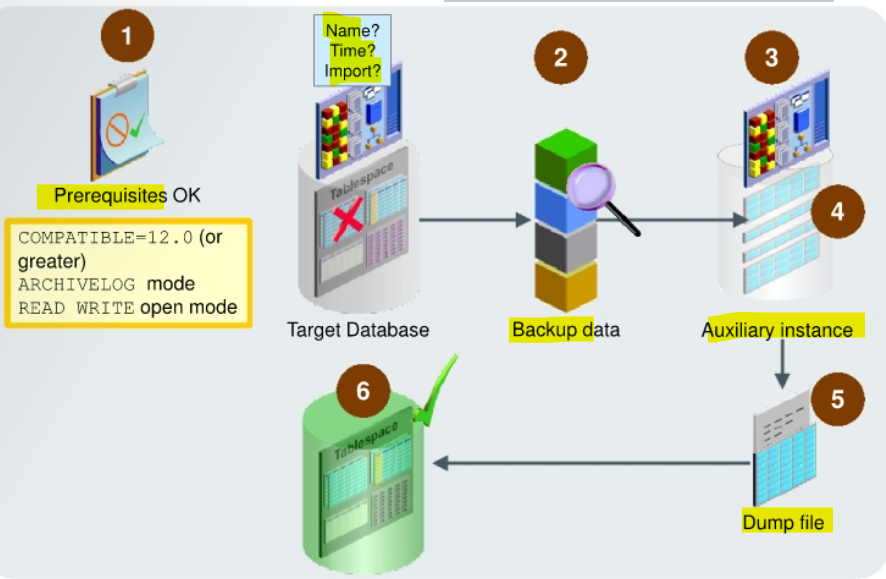 1
Name?
Time?
Import?
2
3
Prerequisites OK
COMPATIBLE=12.0 (or
greater)
ARCHIVELOG mode
READ WRITE open mode
Tablespace
4
Target Database
Backup data
Auxiliary instance
6
5
Tablespace
Dump file